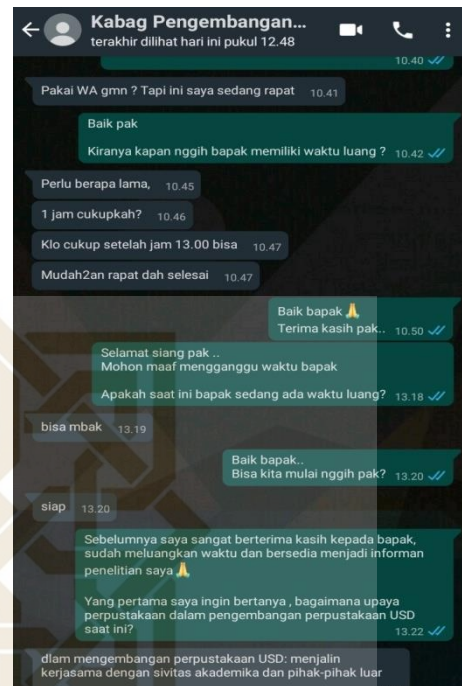 Kabag Pengembangan...
terakhir dilihat hari ini pukul 12.48
10.40
Pakai WA gmn ? Tapi ini saya sedang rapat 10.41
Baik pak
Kiranya kapan nggih bapak memiliki waktu luang ? 10.42
Perlu berapa lama, 10.45
1 jam cukupkah? 10.46
Klo cukup setelah jam 13.00 bisa 10.47
Mudah2an rapat dah selesai 10.47
Baik bapak 🙏
Terima kasih pak.. 10.50
Selamat siang pak ..
Mohon maaf mengganggu waktu bapak
Apakah saat ini bapak sedang ada waktu luang? 13.18
bisa mbak 13.19
Baik bapak..
Bisa kita mulai nggih pak? 13.20
siap 13.20
Sebelumnya saya sangat berterima kasih kepada bapak,
sudah meluangkan waktu dan bersedia menjadi informan
penelitian saya 🙏
Yang pertama saya ingin bertanya , bagaimana upaya
perpustakaan dalam pengembangan perpustakaan USD
saat ini? 13.22
dlam mengembangan perpustakaan USD: menjalin
kerjasama dengan sivitas akademika dan pihak-pihak luar